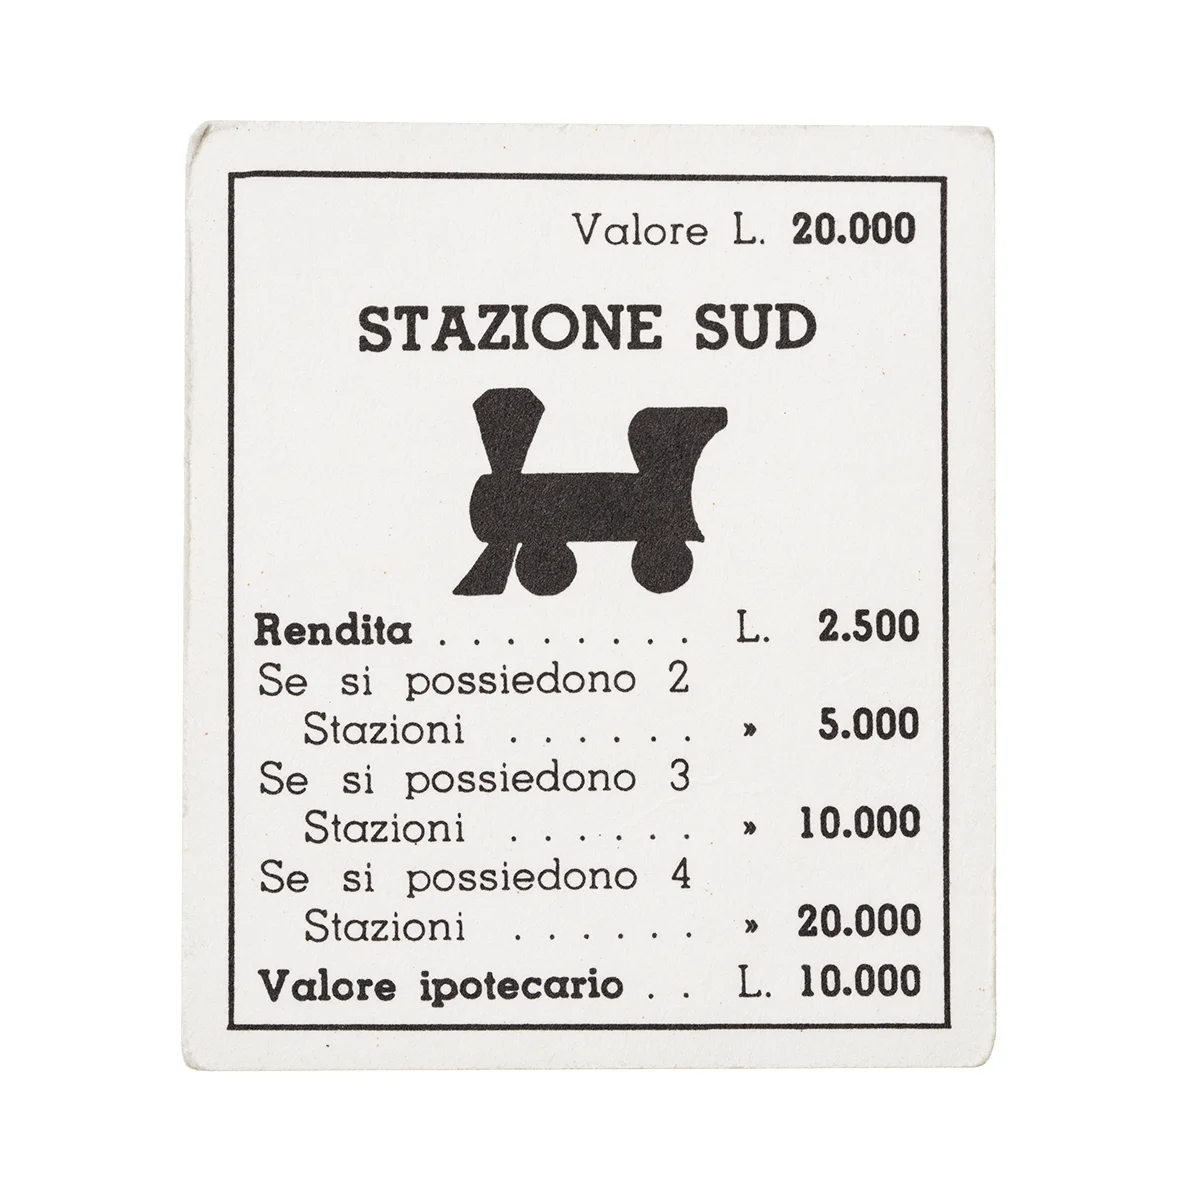 Valore L. 20.000
STAZIONE SUD
Rendita . . . . . . . . L. 2.500
Se si possiedono 2
Stazioni . . . . . . » 5.000
Se si possiedono 3
Stazioni . . . . . . » 10.000
Se si possiedono 4
Stazioni . . . . . . » 20.000
Valore ipotecario . . L. 10.000